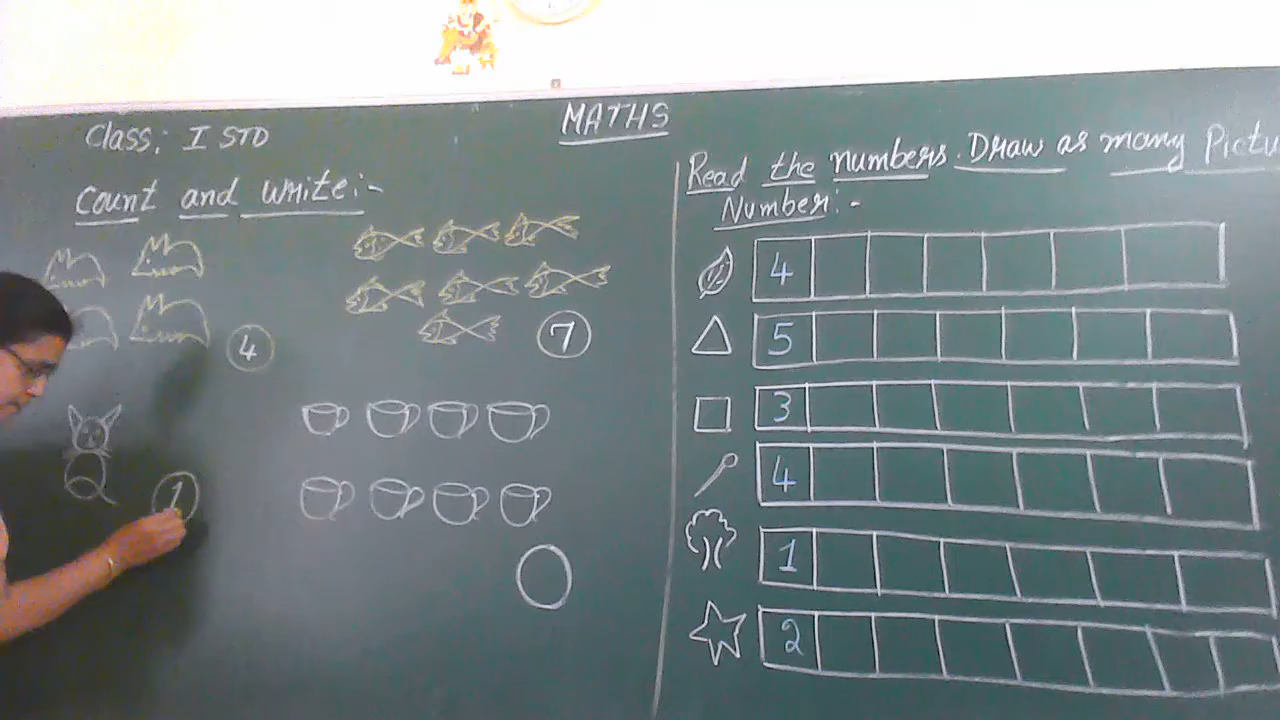 MATHS
Class: I STD
Count and write:-
4
7
1
Read the numbers. Draw as many Pictu
Number:-
4
5
3
4
1
2